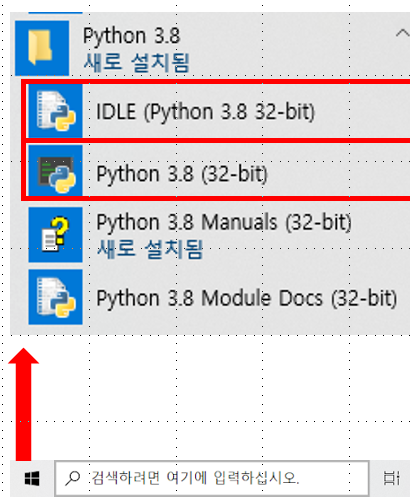 Python 3.8
새로 설치됨
IDLE (Python 3.8 32-bit)
Python 3.8 (32-bit)
Python 3.8 Manuals (32-bit)
새로 설치됨
Python 3.8 Module Docs (32-bit)
검색하려면 여기에 입력하십시오.